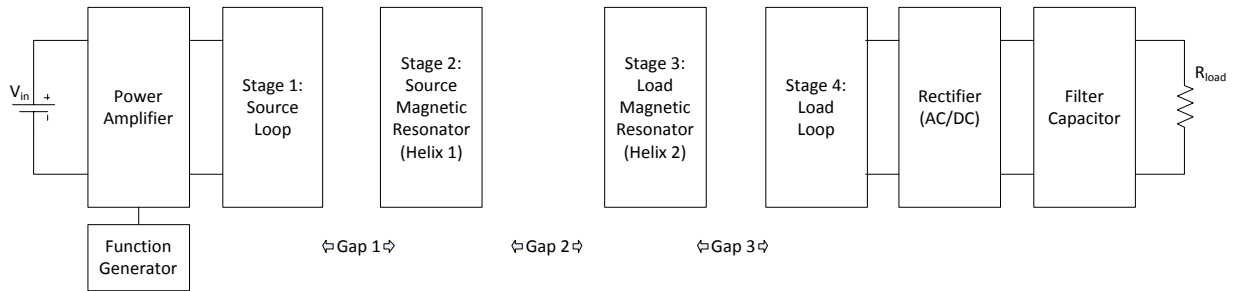 V_in
+
Power
Amplifier
Stage 1:
Source
Loop
Stage 2:
Source
Magnetic
Resonator
(Helix 1)
Stage 3:
Load
Magnetic
Resonator
(Helix 2)
Stage 4:
Load
Loop
Rectifier
(AC/DC)
Filter
Capacitor
R_load
Function
Generator
Gap 1
Gap 2
Gap 3